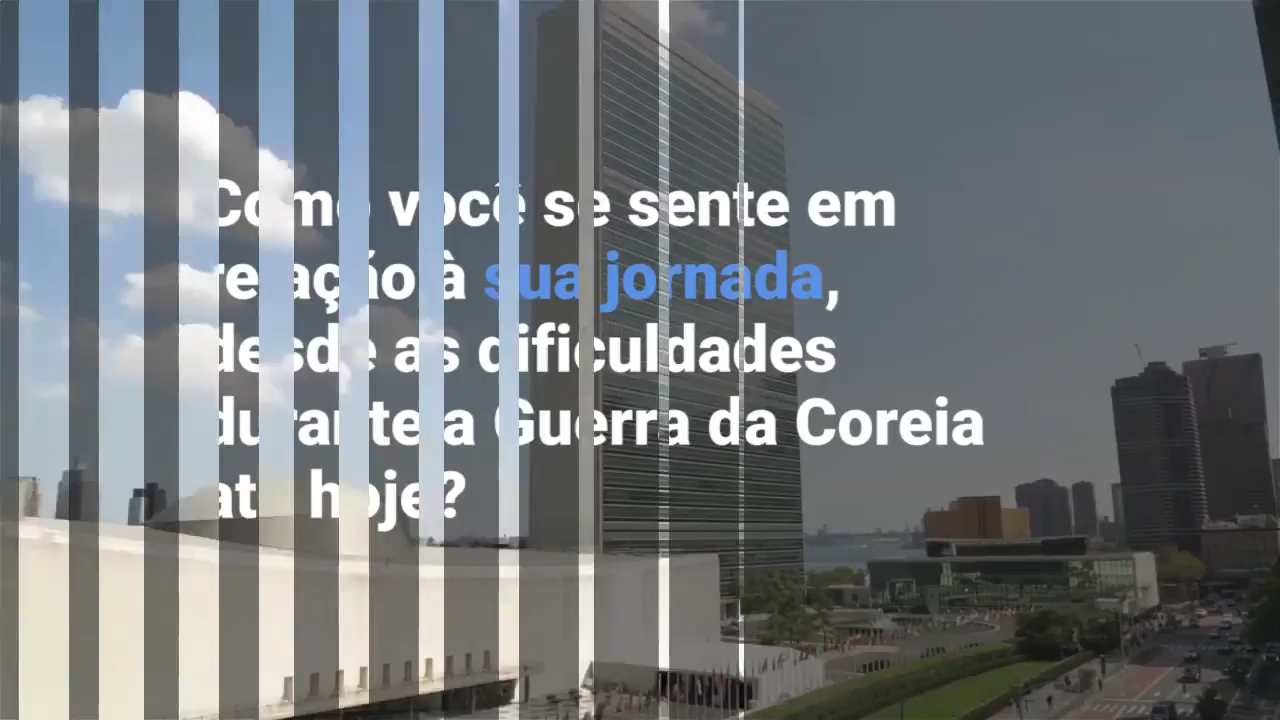 Como você se sente em
relação à sua jornada,
desde as dificuldades
durante a Guerra da Coreia
até hoje?